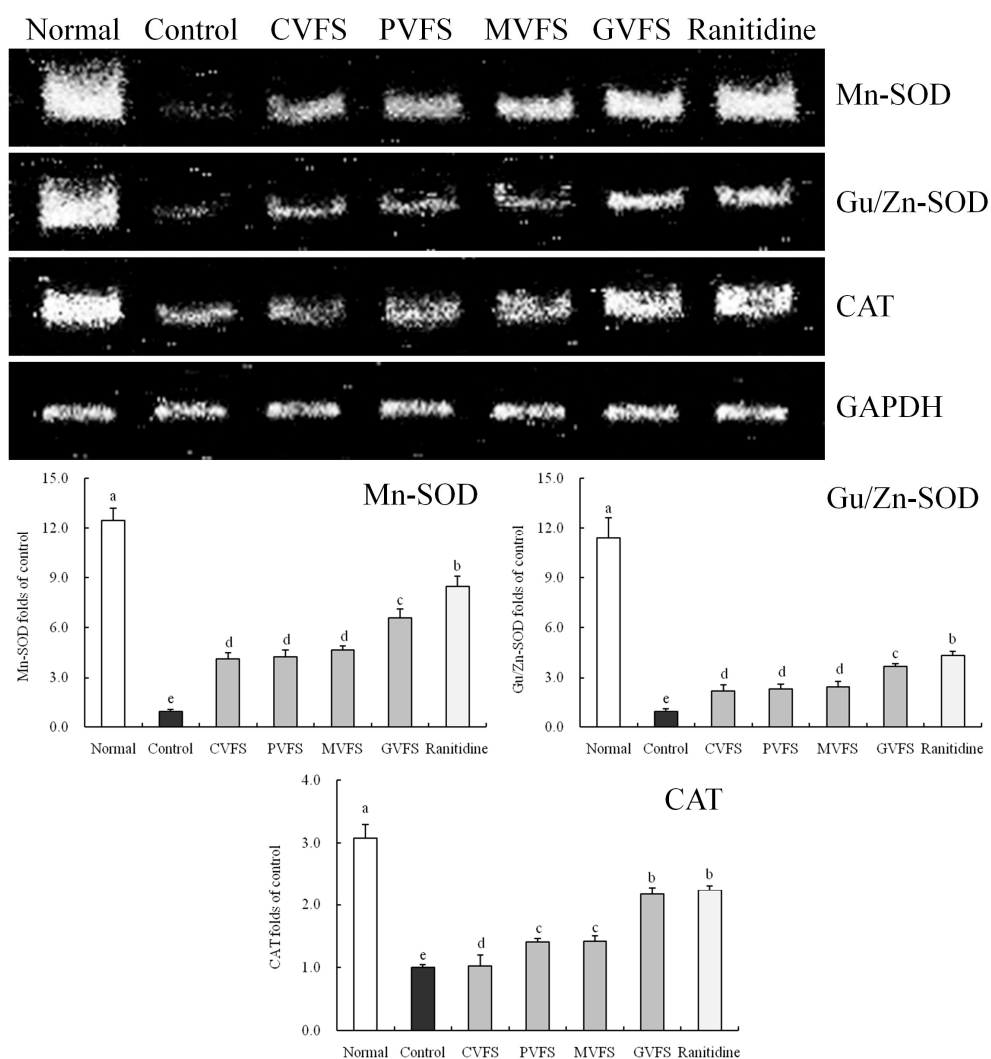 Normal Control CVFS PVFS MVFS GVFS Ranitidine
Mn-SOD
Gu/Zn-SOD
CAT
GAPDH
Mn-SOD
Mn-SOD folds of control
15.0
12.0
9.0
6.0
3.0
0.0
a
e
d
d
d
c
b
Normal Control CVFS PVFS MVFS GVFS Ranitidine
Gu/Zn-SOD
Gu/Zn-SOD folds of control
15.0
12.0
9.0
6.0
3.0
0.0
a
e
d
d
d
c
b
Normal Control CVFS PVFS MVFS GVFS Ranitidine
CAT
CAT folds of control
4.0
3.0
2.0
1.0
0.0
a
e
d
c
c
b
b
Normal Control CVFS PVFS MVFS GVFS Ranitidine